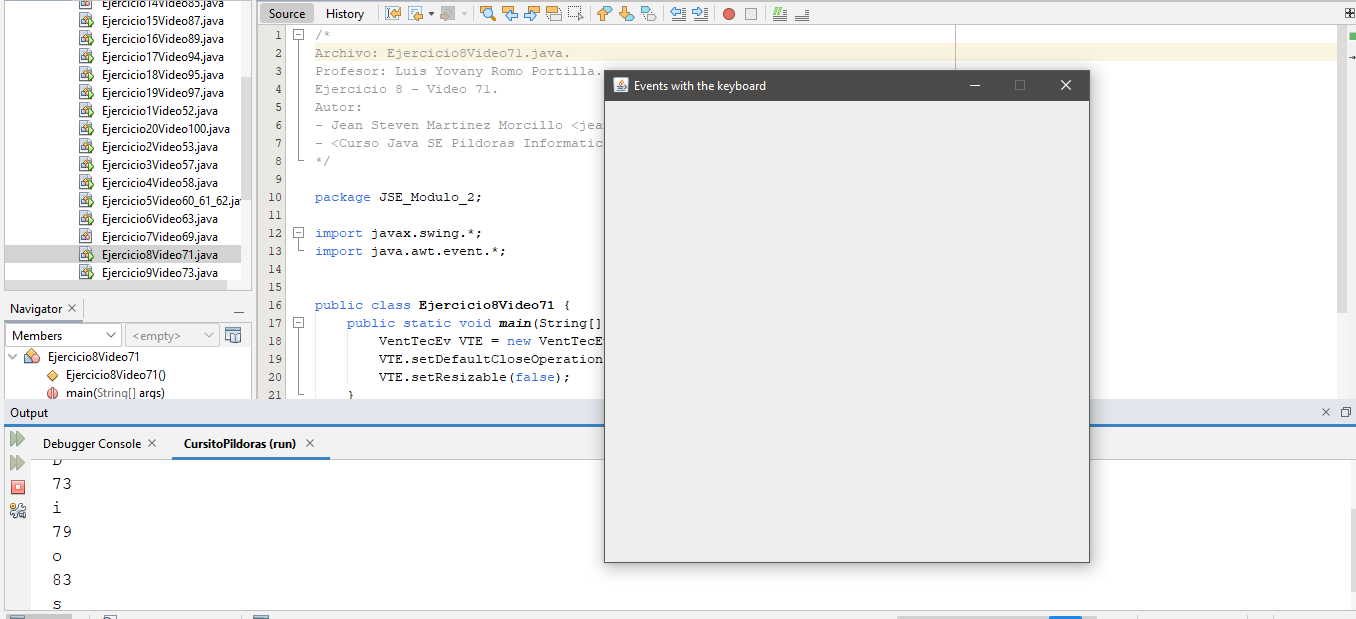 Ejercicio14Video85.java
Ejercicio15Video87.java
Ejercicio16Video89.java
Ejercicio17Video94.java
Ejercicio18Video95.java
Ejercicio19Video97.java
Ejercicio1Video52.java
Ejercicio20Video100.java
Ejercicio2Video53.java
Ejercicio3Video57.java
Ejercicio4Video58.java
Ejercicio5Video60_61_62.ja
Ejercicio6Video63.java
Ejercicio7Video69.java
Ejercicio8Video71.java
Ejercicio9Video73.java
Navigator
Members <empty>
Ejercicio8Video71
Ejercicio8Video71()
main(String[] args)
Source History
1 /*
2 Archivo: Ejercicio8Video71.java.
3 Profesor: Luis Yovany Romo Portilla.
4 Ejercicio 8 - Video 71.
5 Autor:
6 - Jean Steven Martinez Morcillo <jea
7 - <Curso Java SE Pildoras Informatic
8 */
9
10 package JSE_Modulo_2;
11
12 import javax.swing.*;
13 import java.awt.event.*;
14
15
16 public class Ejercicio8Video71 {
17 public static void main(String[]
18 VentTecEv VTE = new VentTecE
19 VTE.setDefaultCloseOperation
20 VTE.setResizable(false);
21 }
Events with the keyboard
Output
Debugger Console CursitoPildoras (run)
73
i
79
o
83
s